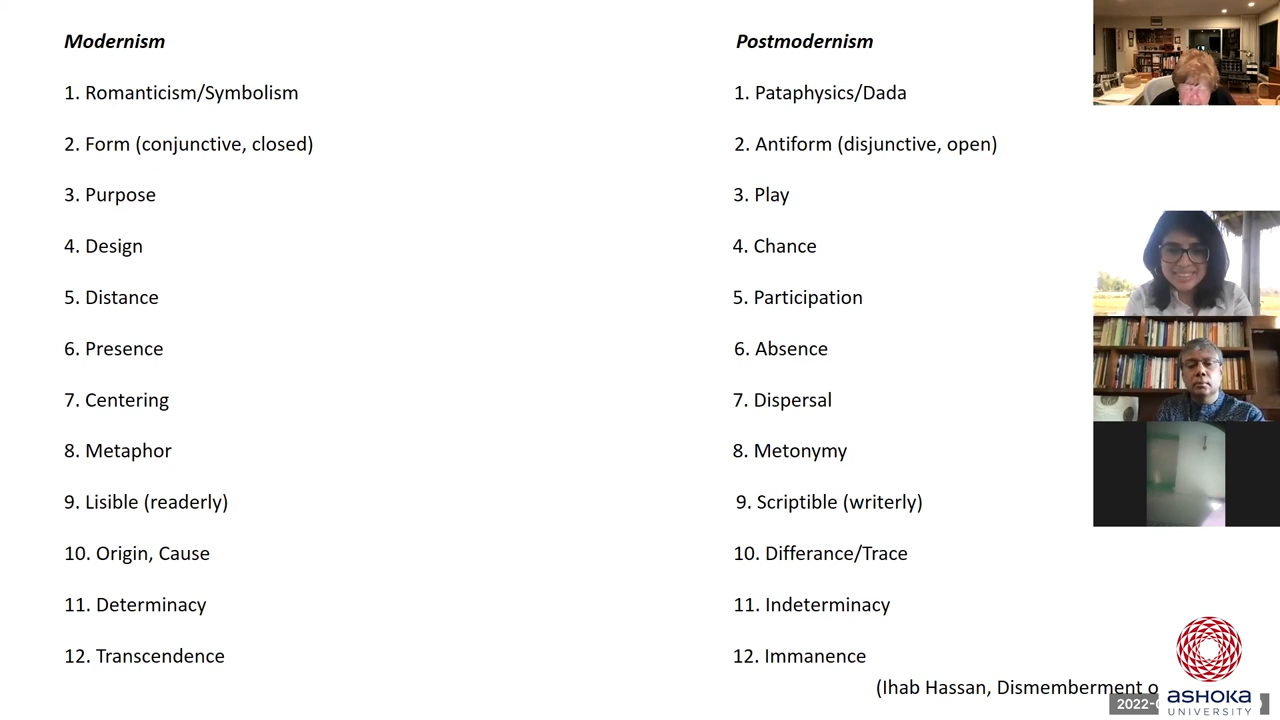 Modernism
Postmodernism
1. Romanticism/Symbolism
1. Pataphysics/Dada
2. Form (conjunctive, closed)
2. Antiform (disjunctive, open)
3. Purpose
3. Play
4. Design
4. Chance
5. Distance
5. Participation
6. Presence
6. Absence
7. Centering
7. Dispersal
8. Metaphor
8. Metonymy
9. Lisible (readerly)
9. Scriptible (writerly)
10. Origin, Cause
10. Differance/Trace
11. Determinacy
11. Indeterminacy
12. Transcendence
12. Immanence
(Ihab Hassan, Dismemberment o
2022-
ASHOKA
UNIVERSITY